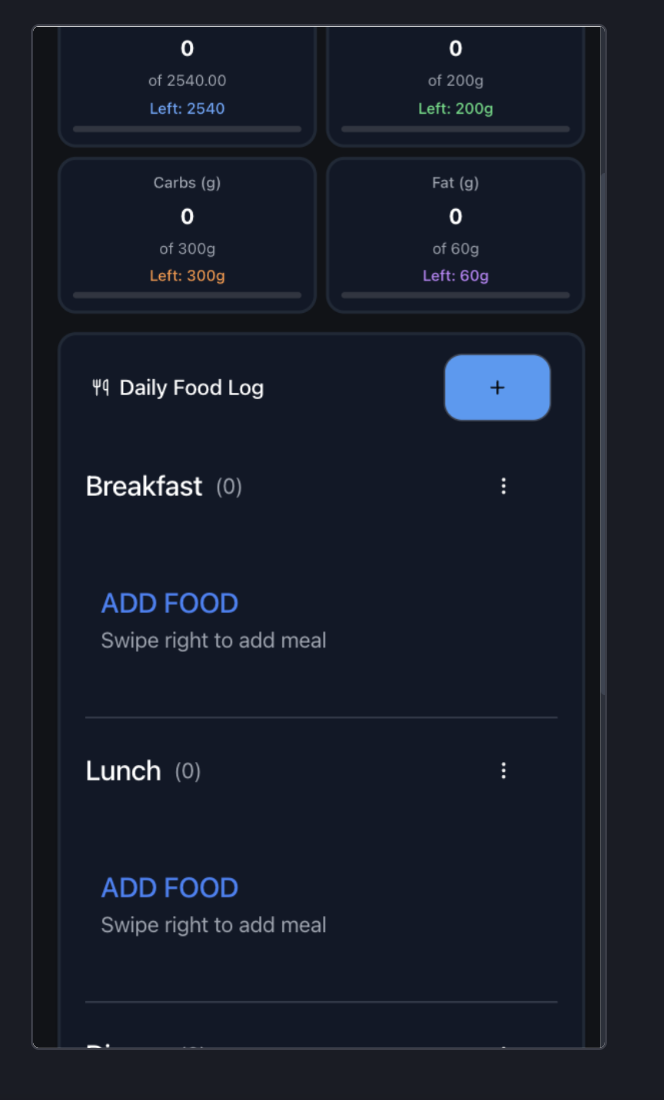 0
of 2540.00
Left: 2540
0
of 200g
Left: 200g
Carbs (g)
0
of 300g
Left: 300g
Fat (g)
0
of 60g
Left: 60g
Daily Food Log
+
Breakfast (0)
ADD FOOD
Swipe right to add meal
Lunch (0)
ADD FOOD
Swipe right to add meal